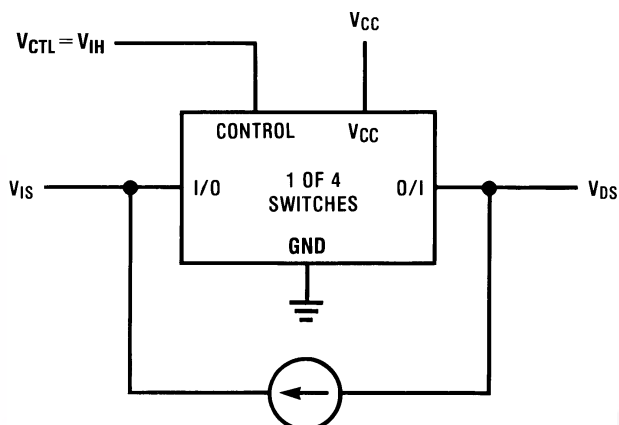 VCC
VCTL = VIH
CONTROL VCC
VIS I/O 1 OF 4 O/I VDS
SWITCHES
GND